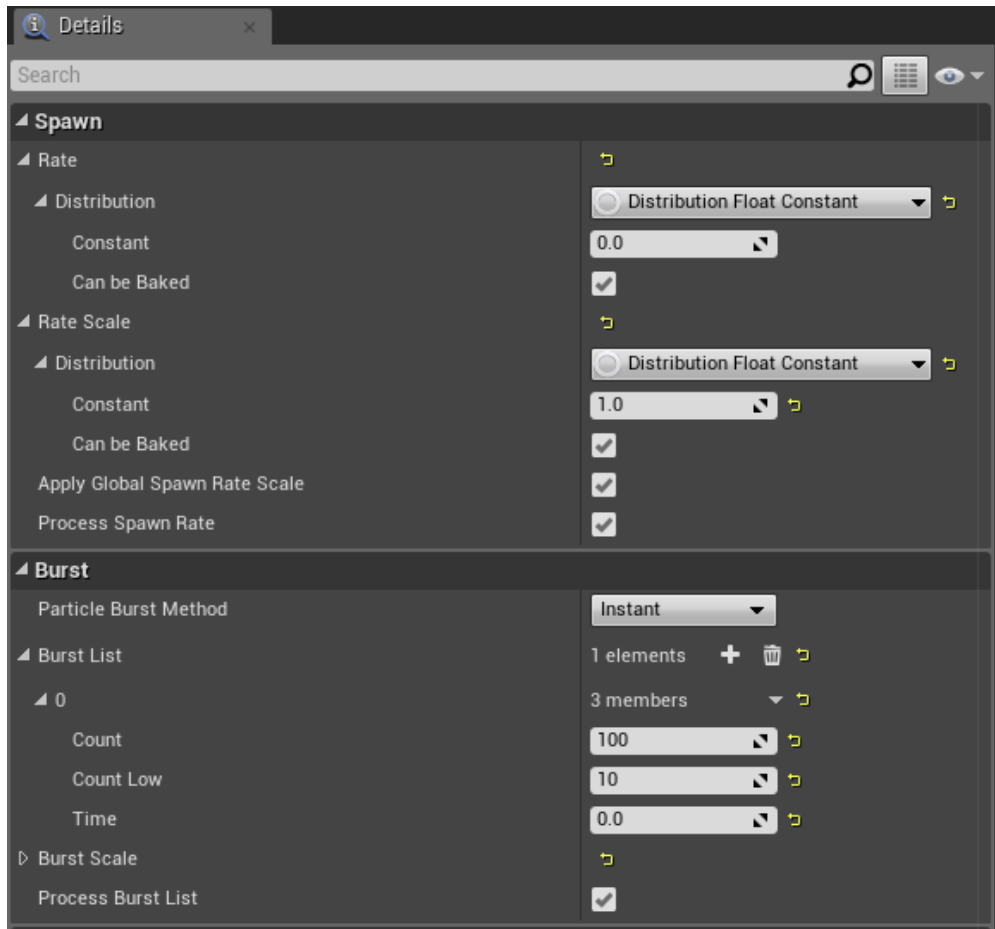 Details
Search
Spawn
Rate
Distribution Distribution Float Constant
Constant 0.0
Can be Baked
Rate Scale
Distribution Distribution Float Constant
Constant 1.0
Can be Baked
Apply Global Spawn Rate Scale
Process Spawn Rate
Burst
Particle Burst Method Instant
Burst List 1 elements
0 3 members
Count 100
Count Low 10
Time 0.0
Burst Scale
Process Burst List